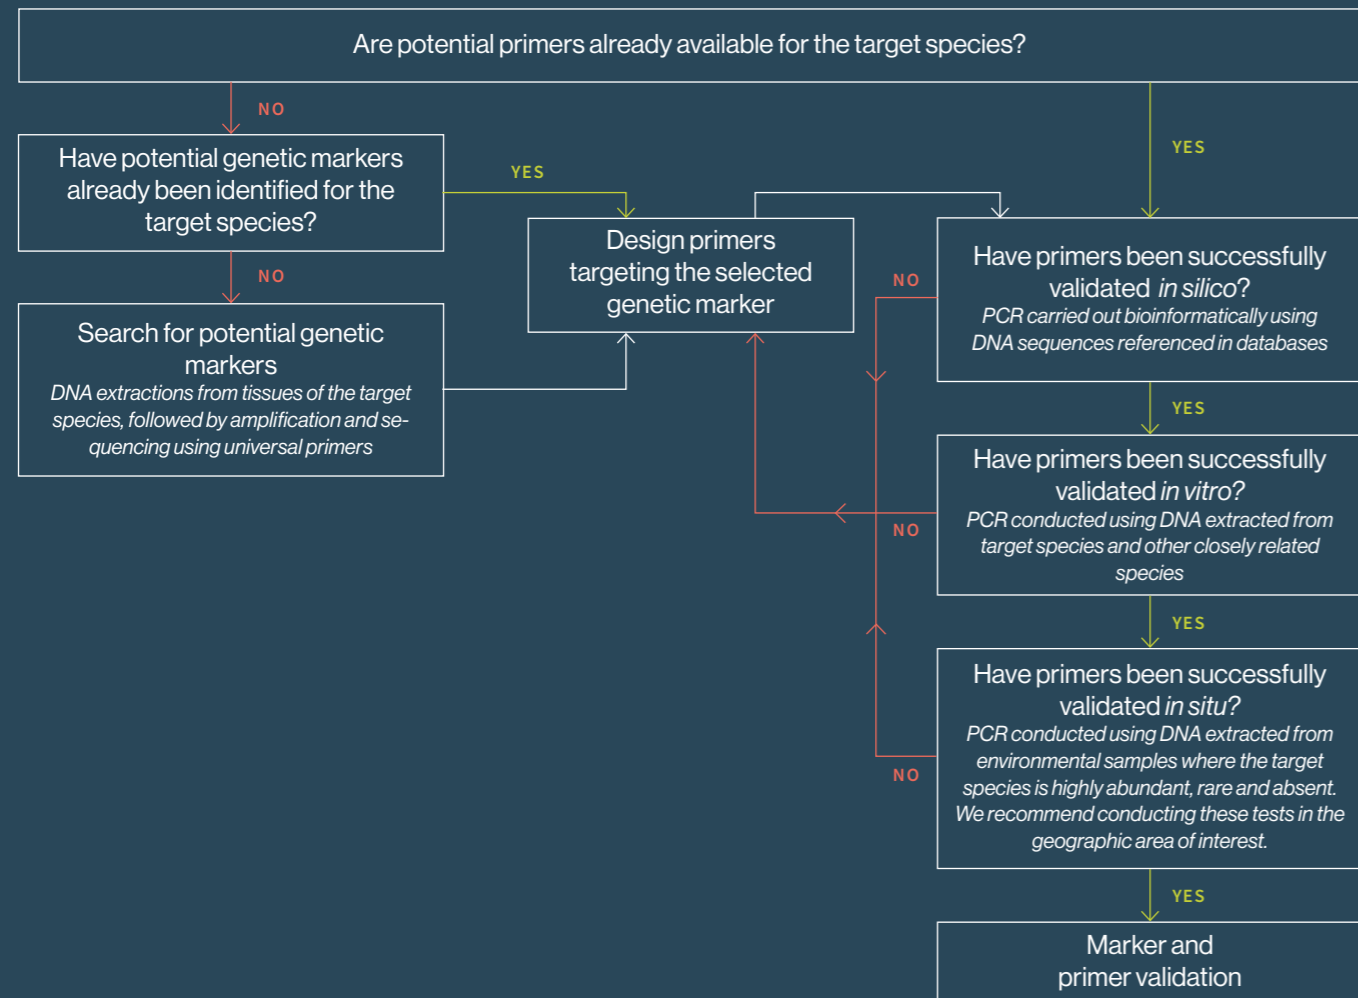 Are potential primers already available for the target species?
NO
YES
Have potential genetic markers
already been identified for the
target species?
YES
NO
Search for potential genetic
markers
DNA extractions from tissues of the target
species, followed by amplification and se-
quencing using universal primers
Design primers
targeting the selected
genetic marker
Have primers been successfully
validated in silico?
PCR carried out bioinformatically using
DNA sequences referenced in databases
NO
YES
Have primers been successfully
validated in vitro?
PCR conducted using DNA extracted from
target species and other closely related
species
NO
YES
Have primers been successfully
validated in situ?
PCR conducted using DNA extracted from
environmental samples where the target
species is highly abundant, rare and absent.
We recommend conducting these tests in the
geographic area of interest.
NO
YES
Marker and
primer validation